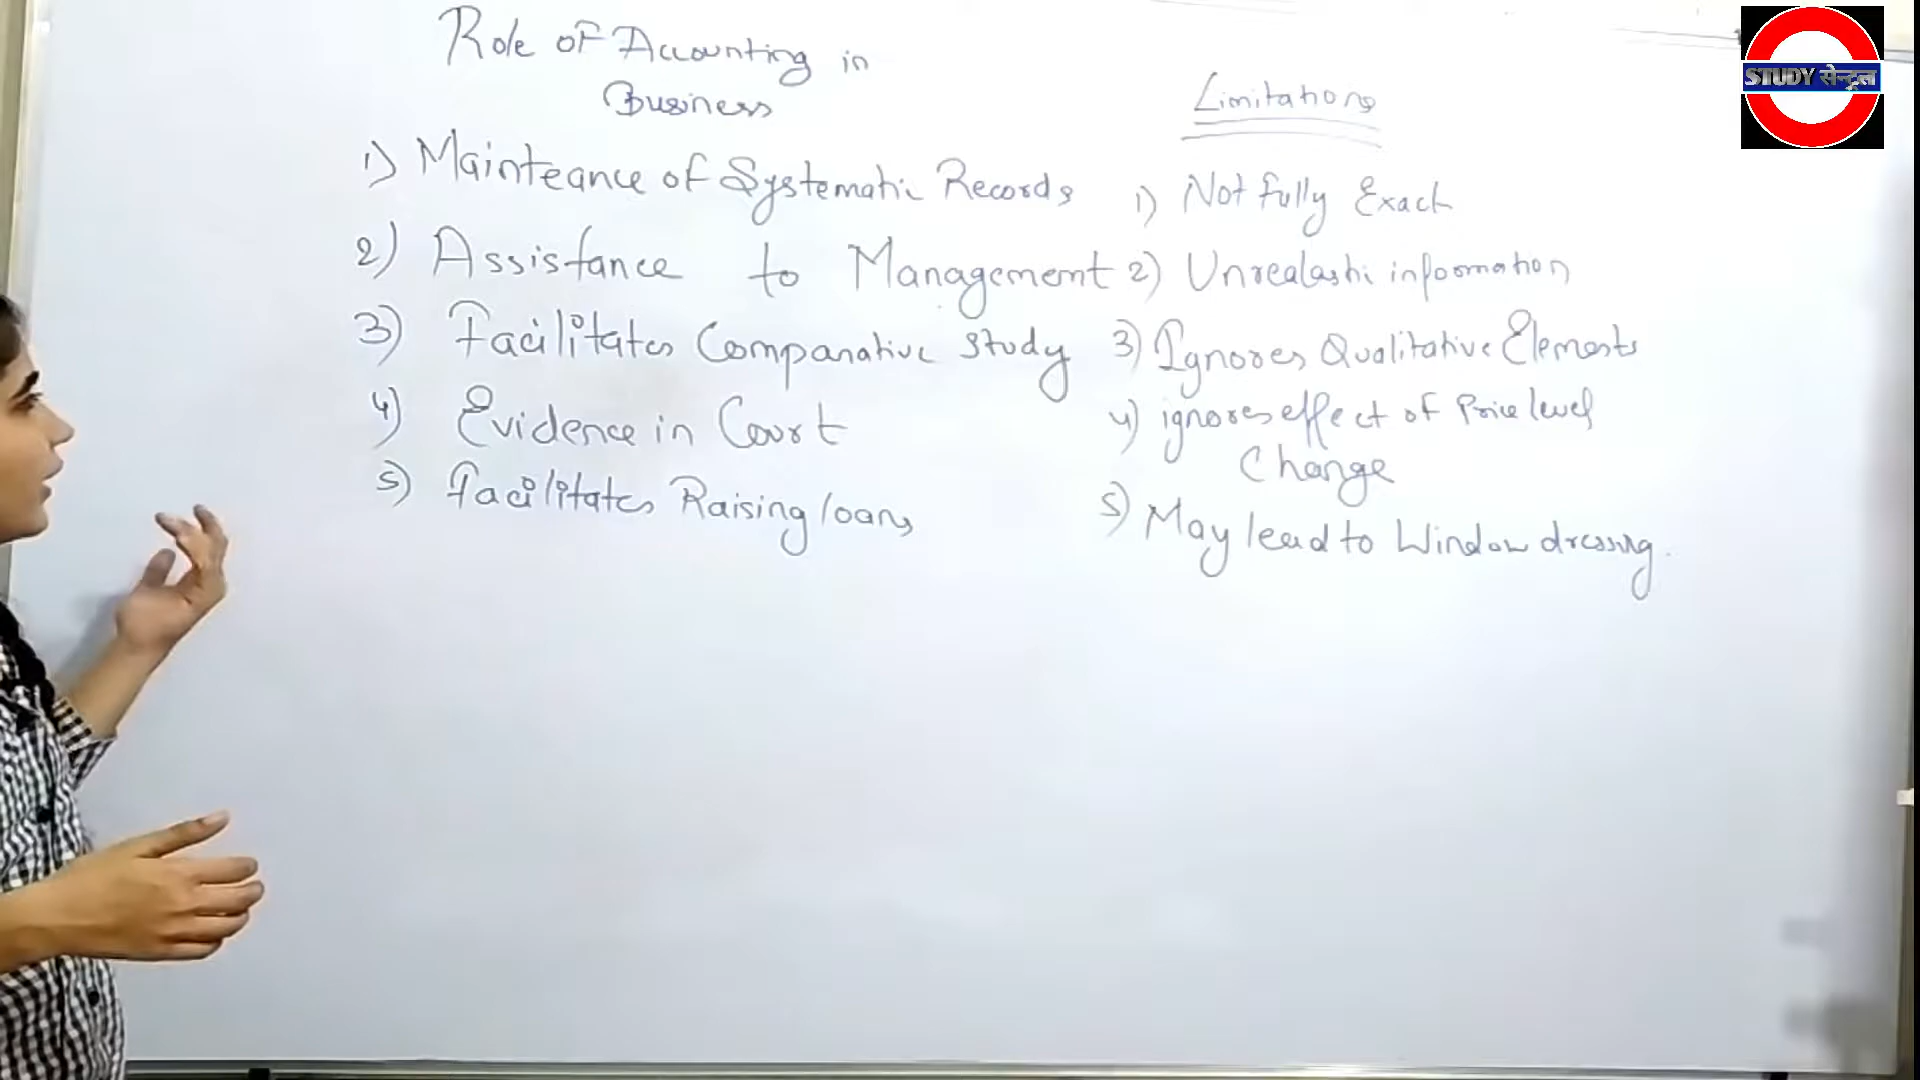 Role of Accounting in
Business
1) Mainteance of Systematic Records
2) Assistance to Management
3) Facilitates Comparative Study
4) Evidence in Court
5) Facilitates Raising loans
Limitations
1) Not fully Exact
2) Unrealasti information
3) Ignores Qualitative Elements
4) ignores effect of Price level
Change
5) May lead to Window dressing.
STUDY सेन्ट्रल